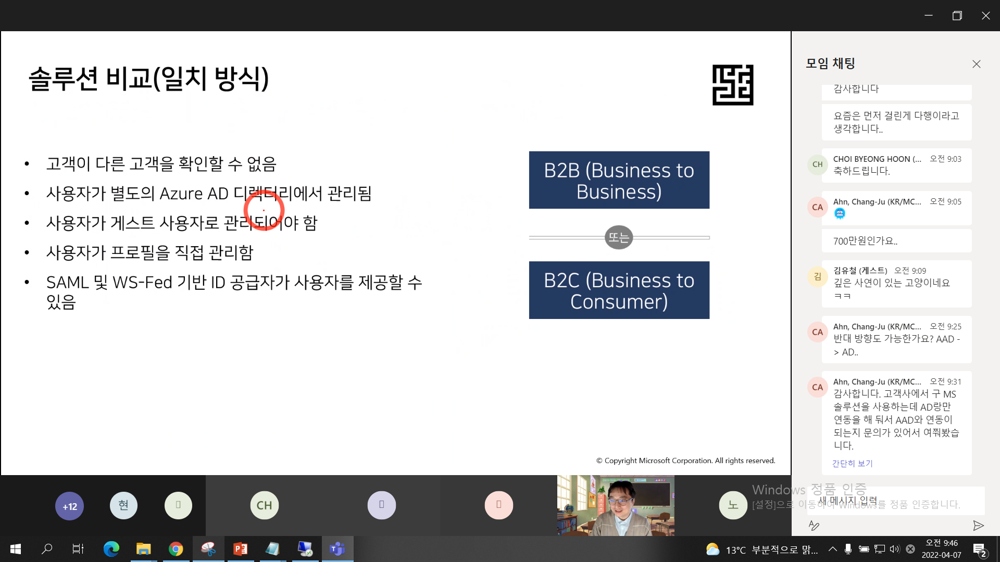 솔루션 비교(일치 방식)
• 고객이 다른 고객을 확인할 수 없음
• 사용자가 별도의 Azure AD 디렉터리에서 관리됨
• 사용자가 게스트 사용자로 관리되어야 함
• 사용자가 프로필을 직접 관리함
• SAML 및 WS-Fed 기반 ID 공급자가 사용자를 제공할 수
있음
B2B (Business to
Business)
또는
B2C (Business to
Consumer)
© Copyright Microsoft Corporation. All rights reserved.
모임 채팅
감사합니다
요즘은 먼저 걸린게 다행이라고
생각합니다..
CH
CHOI BYEONG HOON (... 오전 9:03
축하드립니다.
CA
Ahn, Chang-Ju (KR/MC... 오전 9:05
700만원인가요..
김
김유철 (게스트) 오전 9:09
깊은 사연이 있는 고양이네요
ㅋㅋ
CA
Ahn, Chang-Ju (KR/MC... 오전 9:25
반대 방향도 가능한가요? AAD -
> AD..
CA
Ahn, Chang-Ju (KR/MC... 오전 9:31
감사합니다. 고객사에서 구 MS
솔루션을 사용하는데 AD랑만
연동을 해 둬서 AAD와 연동이
되는지 문의가 있어서 여쭤봤습
니다.
간단히 보기
Windows 정품 인증
[설정]으로 이동하여 Windows를 정품 인증합니다.
새 메시지 입력
+12
현
CH
노
13°C 부분적으로 맑...
오전 9:46
2022-04-07
2